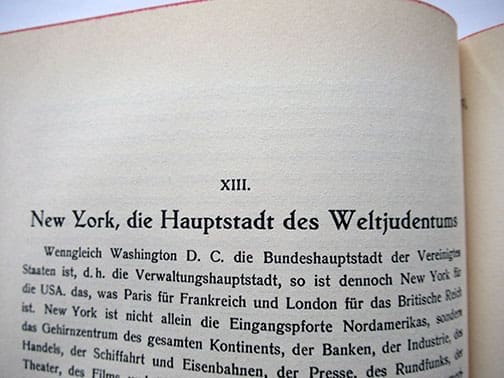 XIII.
New York, die Hauptstadt des Weltjudentums
Wenngleich Washington D. C. die Bundeshauptstadt der Vereinigten
Staaten ist, d. h. die Verwaltungshauptstadt, so ist dennoch New York für
die USA. das, was Paris für Frankreich und London für das Britische Reich
ist. New York ist nicht allein die Eingangspforte Nordamerikas, sondern
das Gehirnzentrum des gesamten Kontinents, der Banken, der Industrie, des
Handels, der Schiffahrt und Eisenbahnen, der Presse, des Rundfunks, der
Theater, des Films